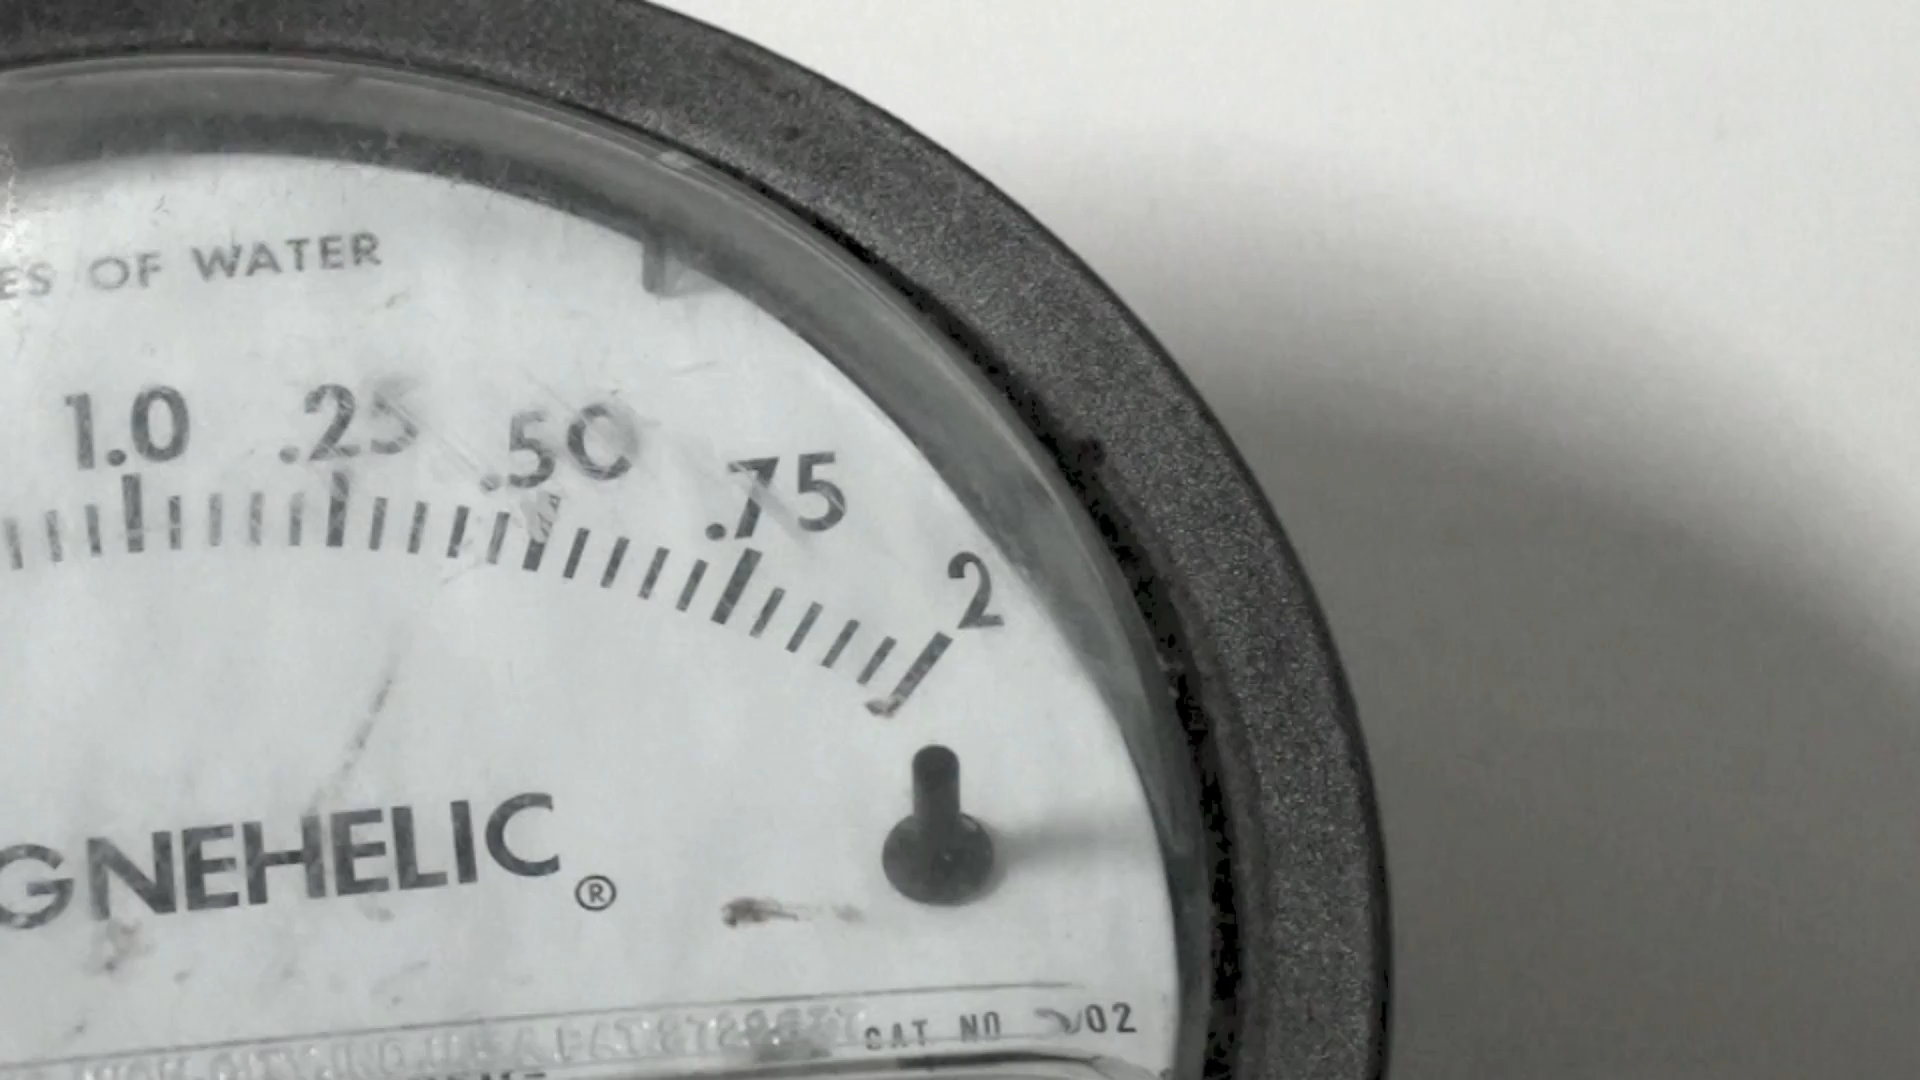 ES OF WATER
1.0 .25 .50 .75 2
GNEHELIC ®
CAT NO